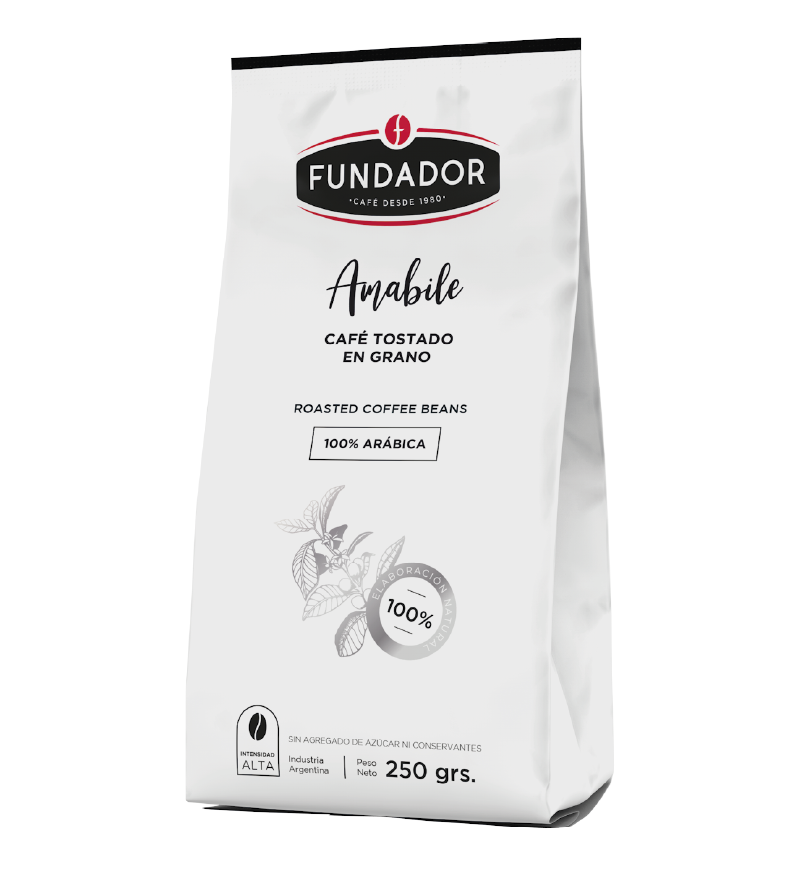 f
FUNDADOR
·CAFÉ DESDE 1980·
Amabile
CAFÉ TOSTADO
EN GRANO
ROASTED COFFEE BEANS
100% ARÁBICA
ELABORACIÓN NATURAL
100%
INTENSIDAD
ALTA
SIN AGREGADO DE AZÚCAR NI CONSERVANTES
Industria
Argentina
Peso
Neto
250 grs.